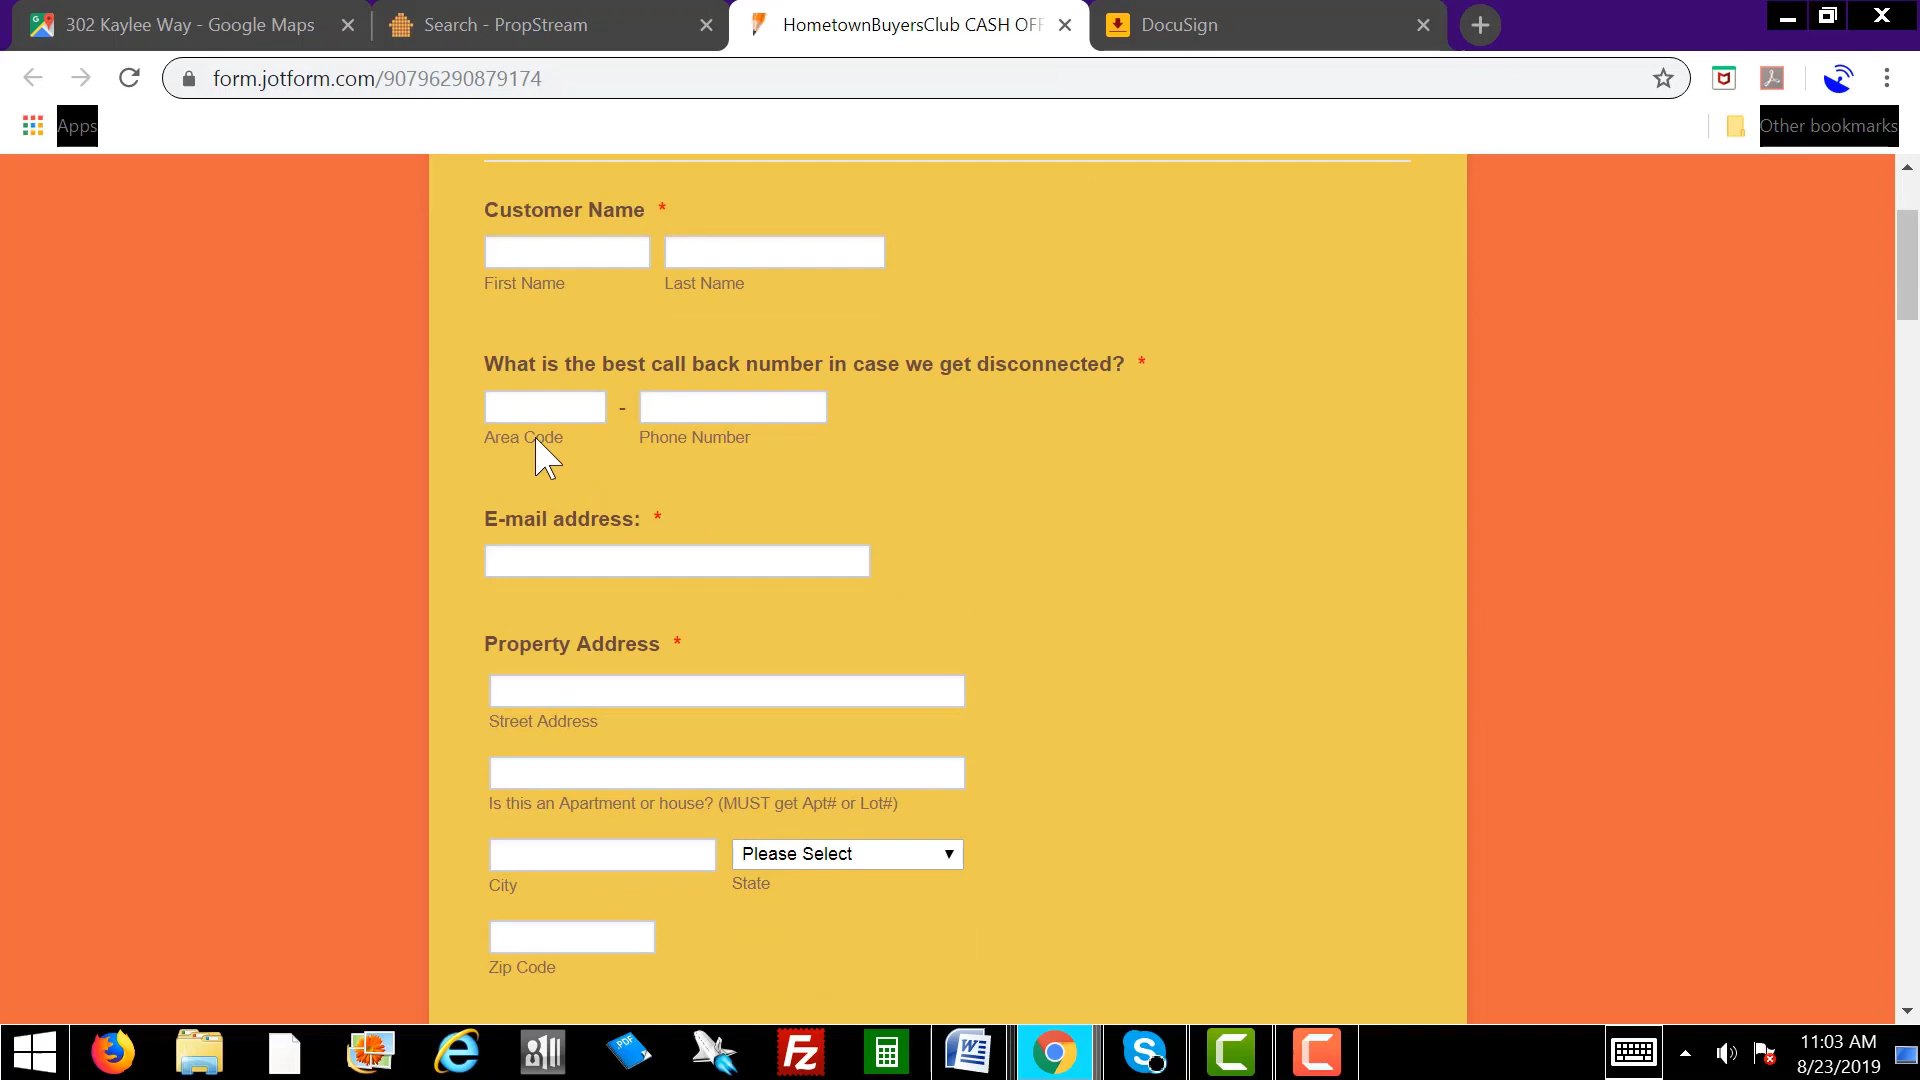 302 Kaylee Way - Google Maps
Search - PropStream
HometownBuyersClub CASH OFF
DocuSign
form.jotform.com/90796290879174
Apps
Other bookmarks
Customer Name *
First Name Last Name
What is the best call back number in case we get disconnected? *
-
Area Code Phone Number
E-mail address: *
Property Address *
Street Address
Is this an Apartment or house? (MUST get Apt# or Lot#)
Please Select
City State
Zip Code
PDF
Fz
W
S
C
C
11:03 AM
8/23/2019